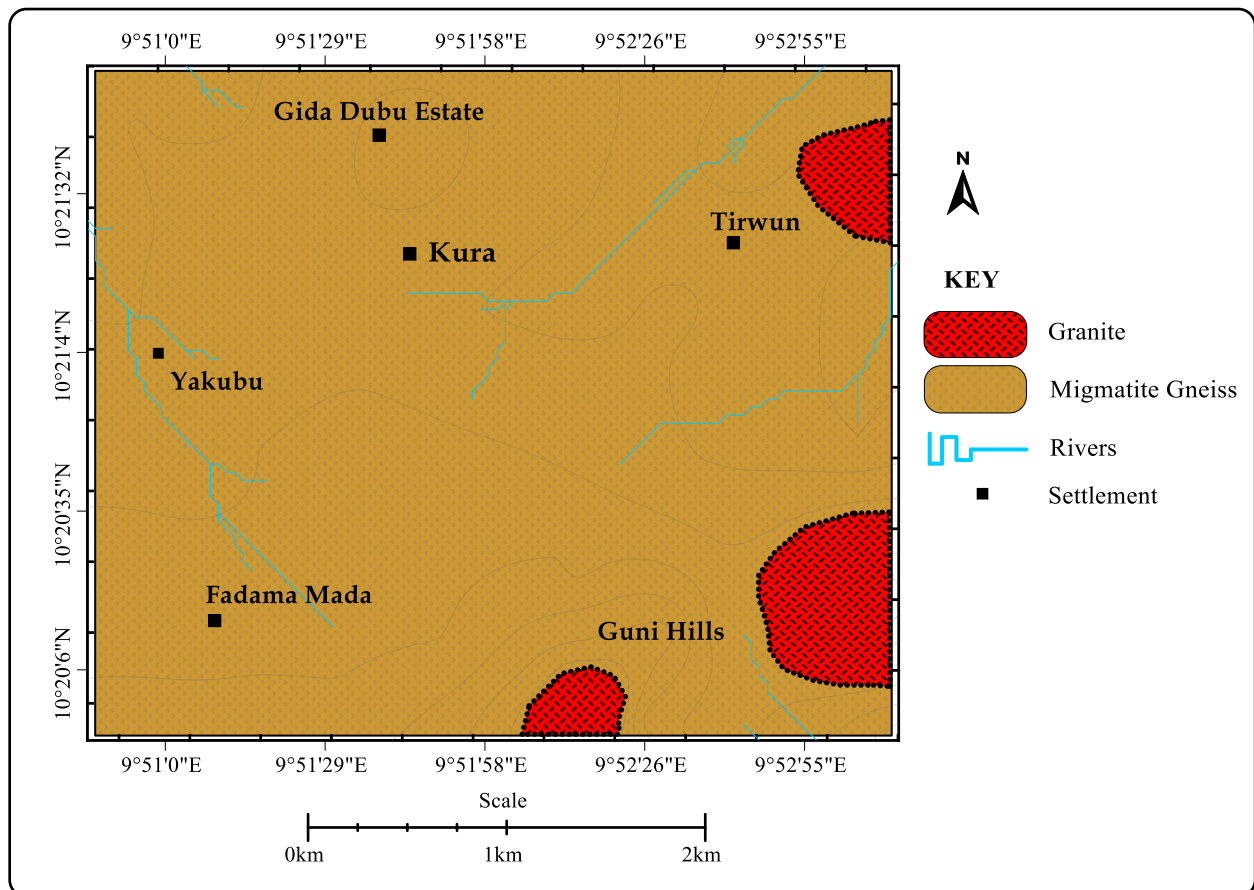 9°51'0"E 9°51'29"E 9°51'58"E 9°52'26"E 9°52'55"E
Gida Dubu Estate
10°21'32"N
N
Tirwun
Kura
KEY
Granite
10°21'4"N
Yakubu
Migmatite Gneiss
Rivers
Settlement
10°20'35"N
Fadama Mada
Guni Hills
10°20'6"N
9°51'0"E 9°51'29"E 9°51'58"E 9°52'26"E 9°52'55"E
Scale
0km 1km 2km